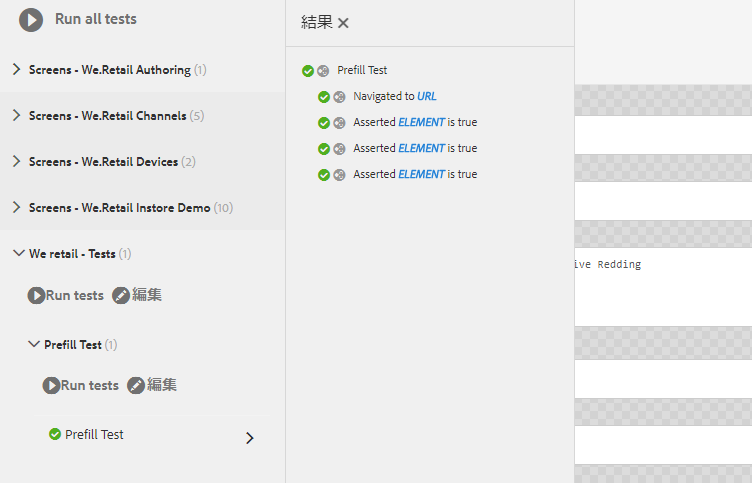 Run all tests
Screens - We.Retail Authoring (1)
Screens - We.Retail Channels (5)
Screens - We.Retail Devices (2)
Screens - We.Retail Instore Demo (10)
We retail - Tests (1)
Run tests 編集
Prefill Test (1)
Run tests 編集
Prefill Test
結果
Prefill Test
Navigated to URL
Asserted ELEMENT is true
Asserted ELEMENT is true
Asserted ELEMENT is true
ive Redding